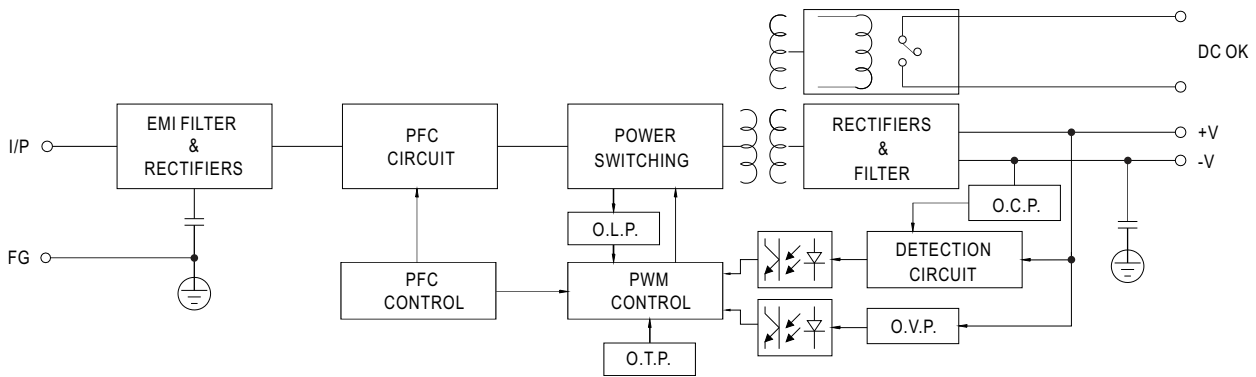 DC OK
I/P
EMI FILTER
&
RECTIFIERS
PFC
CIRCUIT
POWER
SWITCHING
RECTIFIERS
&
FILTER
+V
-V
O.C.P.
O.L.P.
FG
DETECTION
CIRCUIT
PFC
CONTROL
PWM
CONTROL
O.V.P.
O.T.P.